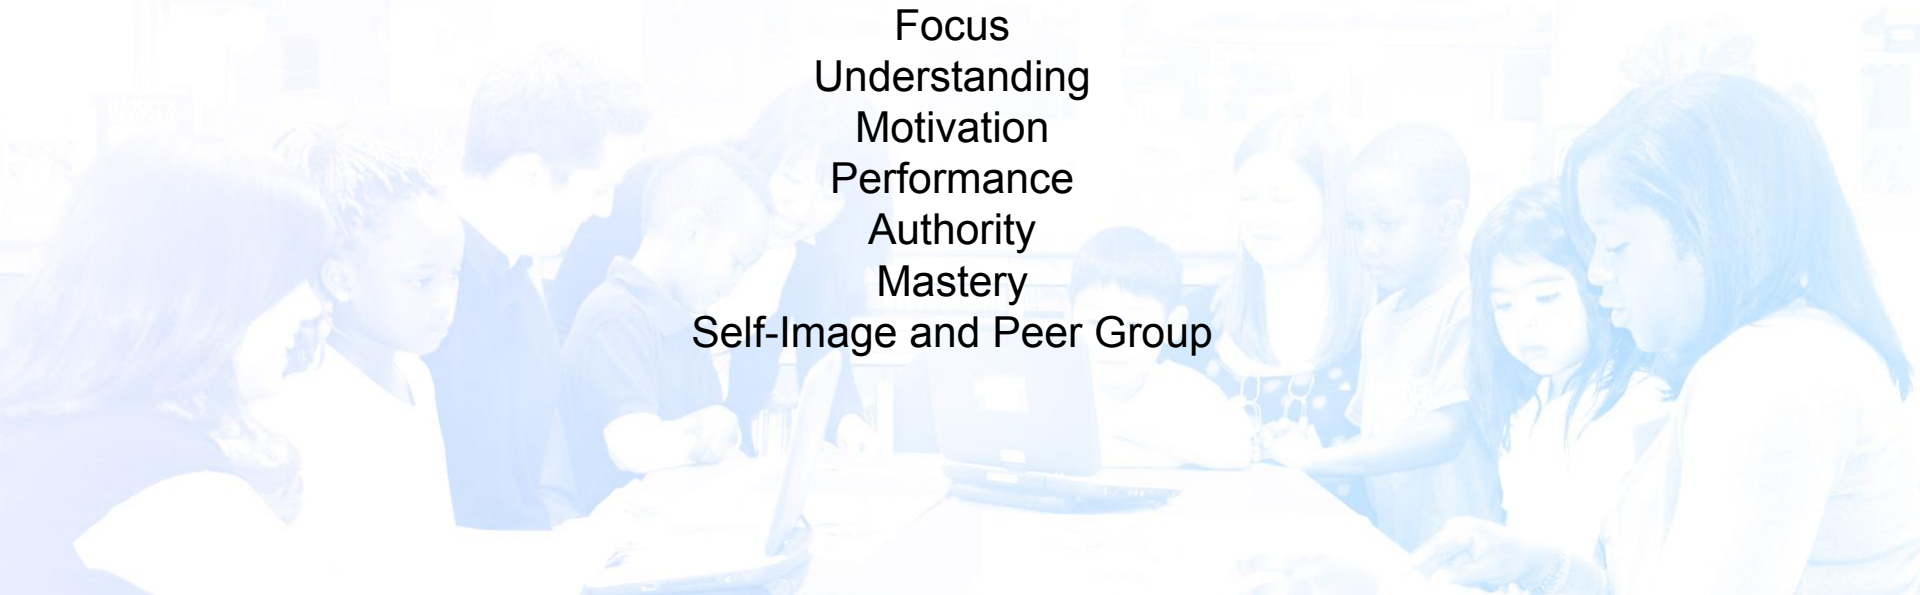 Focus
Understanding
Motivation
Performance
Authority
Mastery
Self-Image and Peer Group